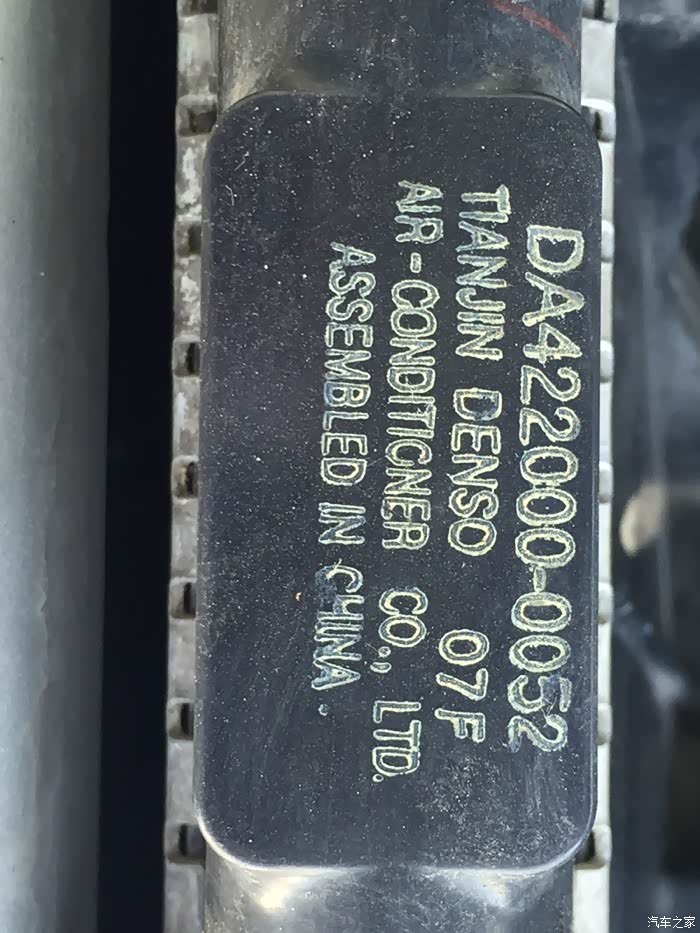 DA422000-0052
TIANJIN DENSO 07F
AIR-CONDITIONER CO., LTD.
ASSEMBLED IN CHINA.
汽车之家